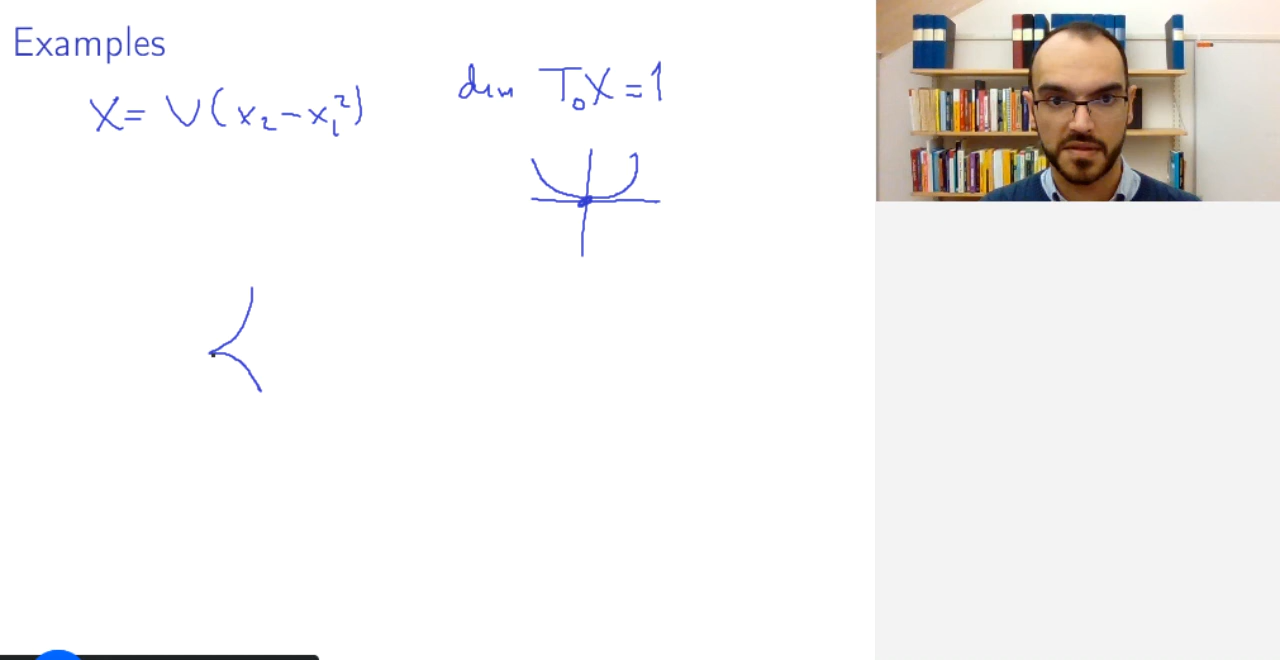 Examples
X = V(x₂ - x₁²)
dim T₀X = 1